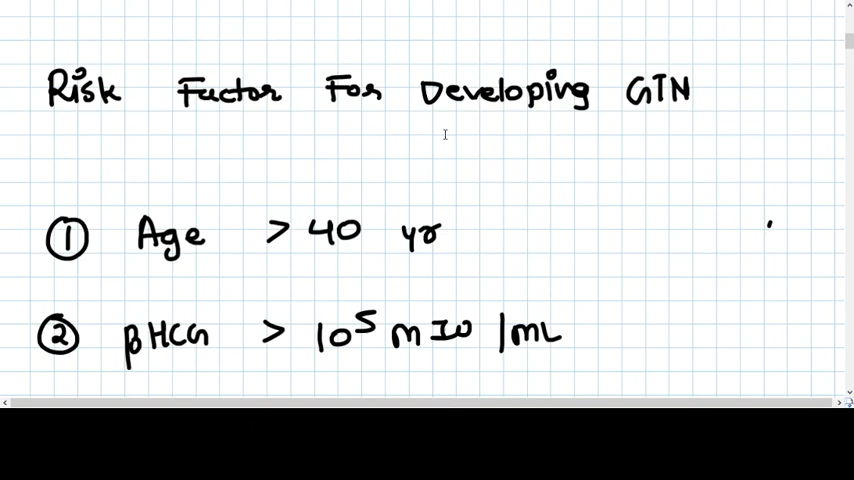 Risk Factor For Developing GTN
① Age > 40 yr
② βHCG > 10⁵ mIU /mL